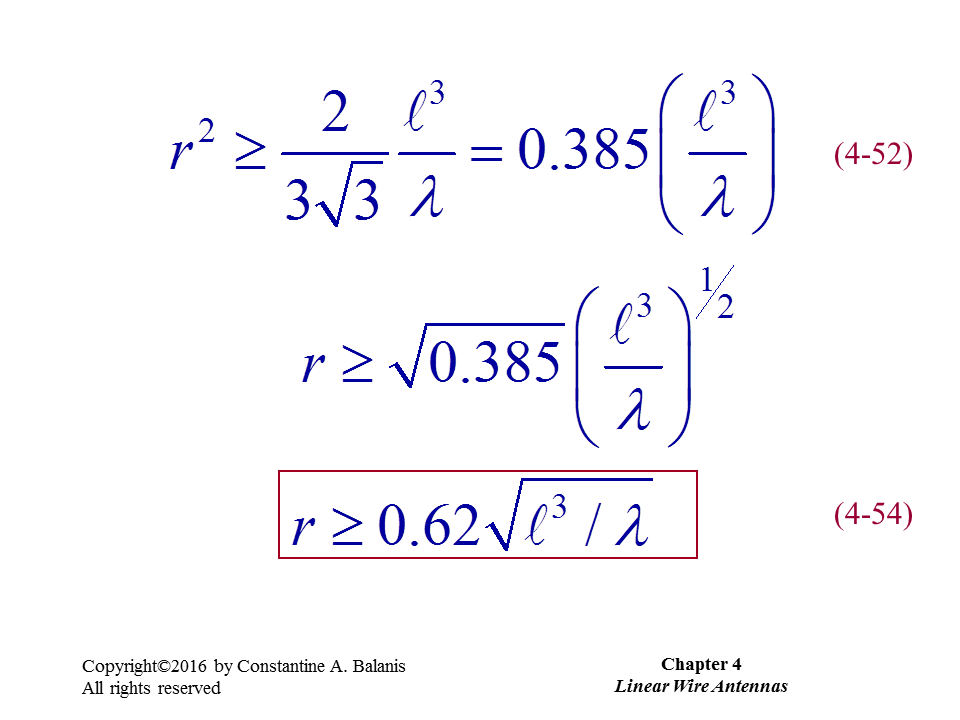 r² ≥ 2/(3√3) ℓ³/λ = 0.385 (ℓ³/λ) (4-52)
r ≥ √0.385 (ℓ³/λ)^1/2
r ≥ 0.62 √(ℓ³ / λ) (4-54)
Copyright©2016 by Constantine A. Balanis
All rights reserved
Chapter 4
Linear Wire Antennas